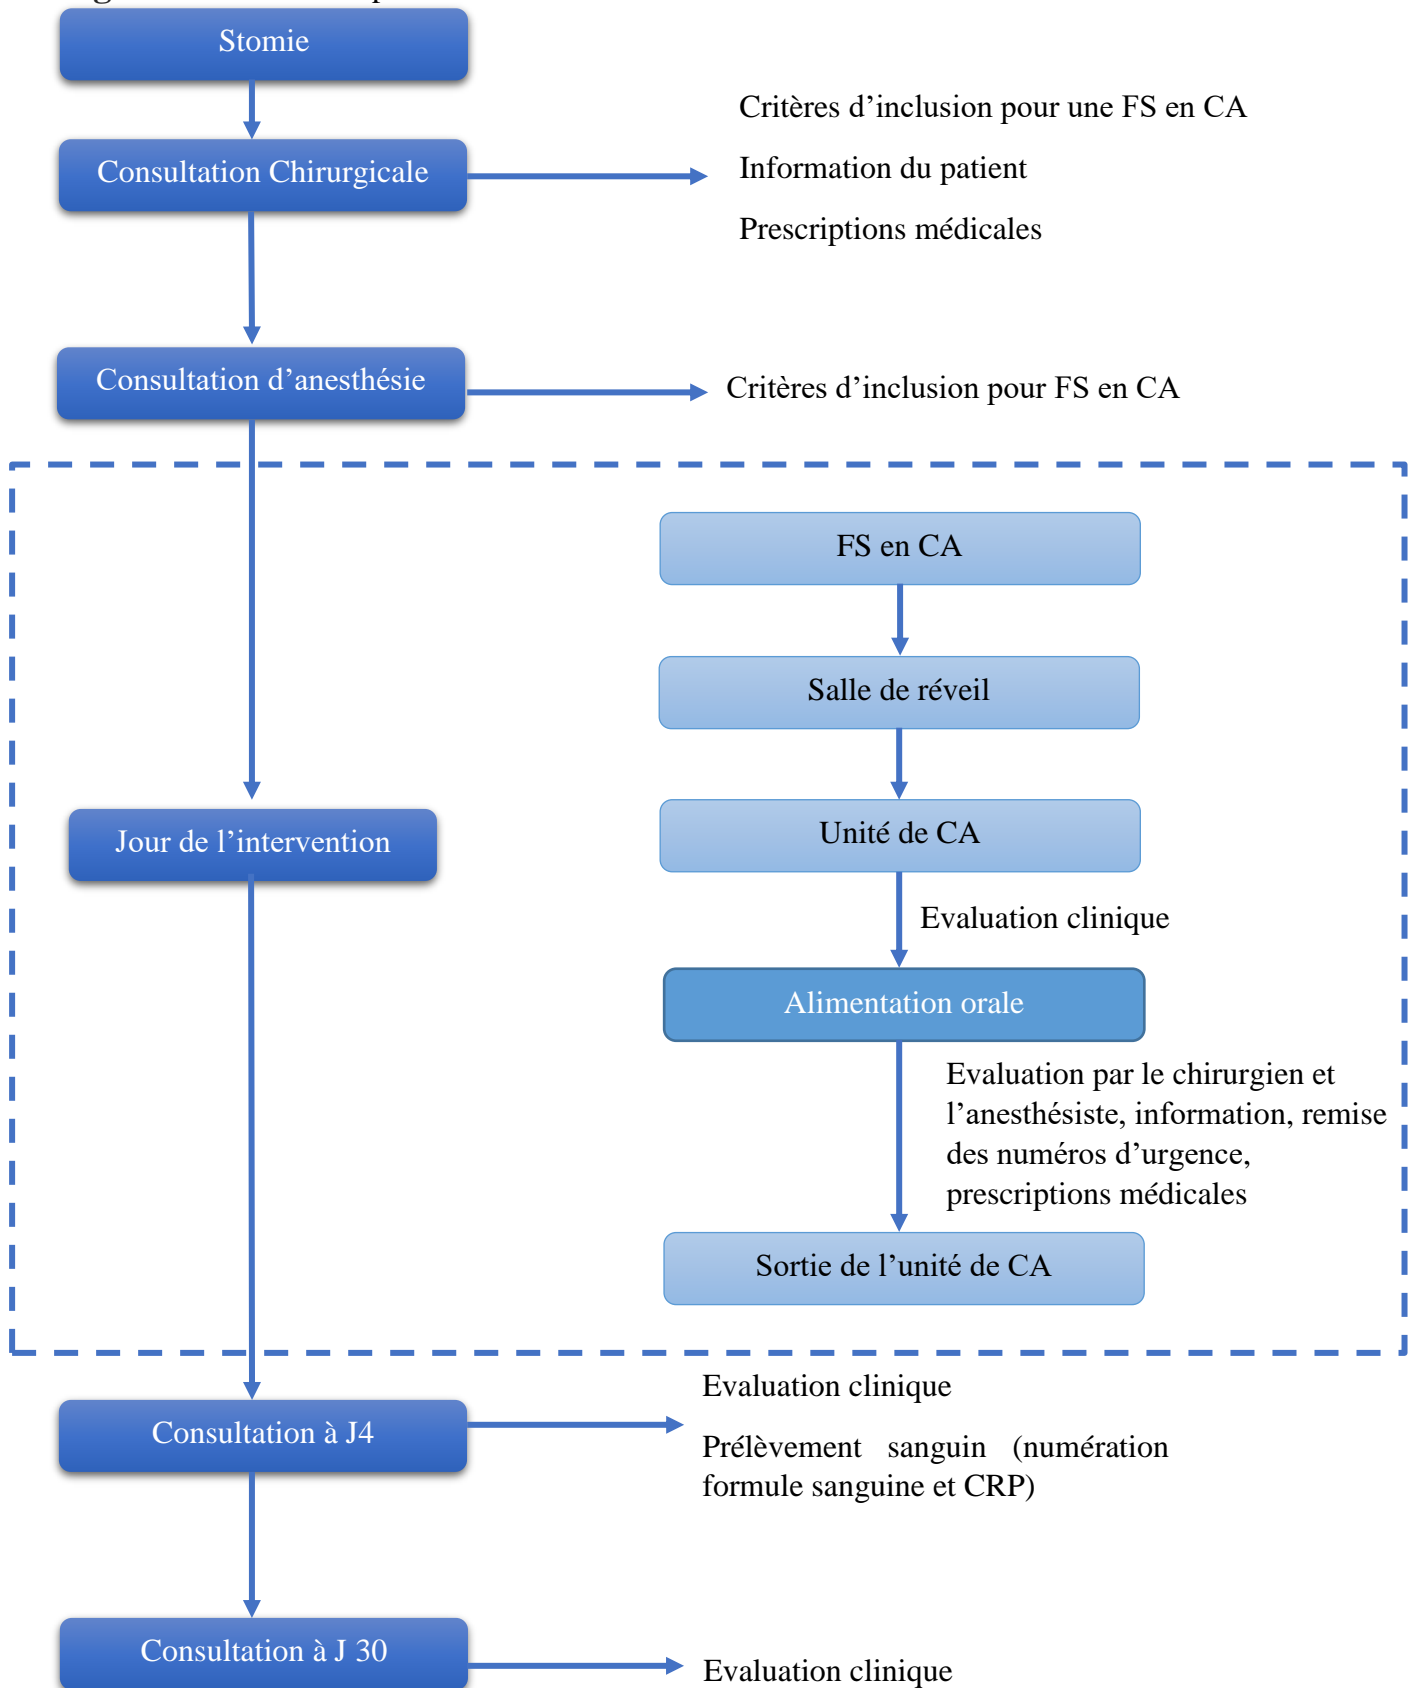 Stomie
Critères d’inclusion pour une FS en CA
Consultation Chirurgicale
Information du patient
Prescriptions médicales
Consultation d’anesthésie
Critères d’inclusion pour FS en CA
FS en CA
Salle de réveil
Jour de l’intervention
Unité de CA
Evaluation clinique
Alimentation orale
Evaluation par le chirurgien et
l’anesthésiste, information, remise
des numéros d’urgence,
prescriptions médicales
Sortie de l’unité de CA
Evaluation clinique
Consultation à J4
Prélèvement sanguin (numération
formule sanguine et CRP)
Consultation à J 30
Evaluation clinique